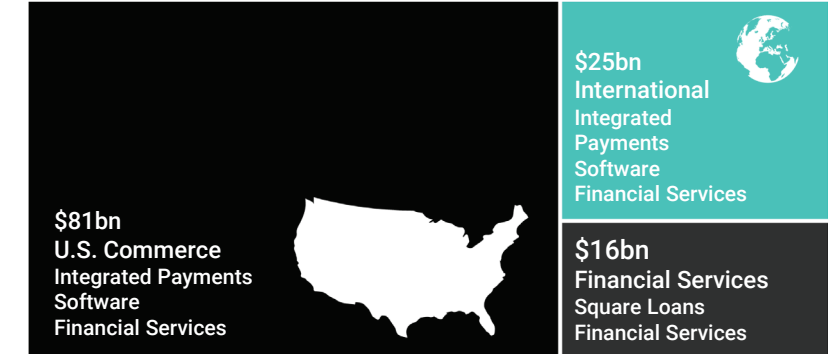 $81bn
U.S. Commerce
Integrated Payments
Software
Financial Services
$25bn
International
Integrated
Payments
Software
Financial Services
$16bn
Financial Services
Square Loans
Financial Services